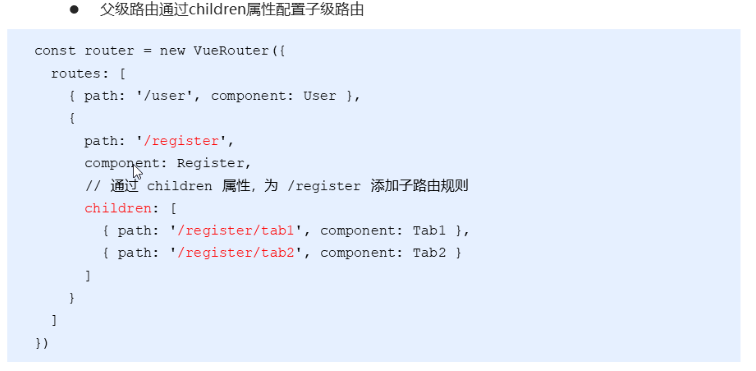 ● 父级路由通过children属性配置子级路由
const router = new VueRouter({
  routes: [
    { path: '/user', component: User },
    {
      path: '/register',
      component: Register,
      // 通过 children 属性，为 /register 添加子路由规则
      children: [
        { path: '/register/tab1', component: Tab1 },
        { path: '/register/tab2', component: Tab2 }
      ]
    }
  ]
})